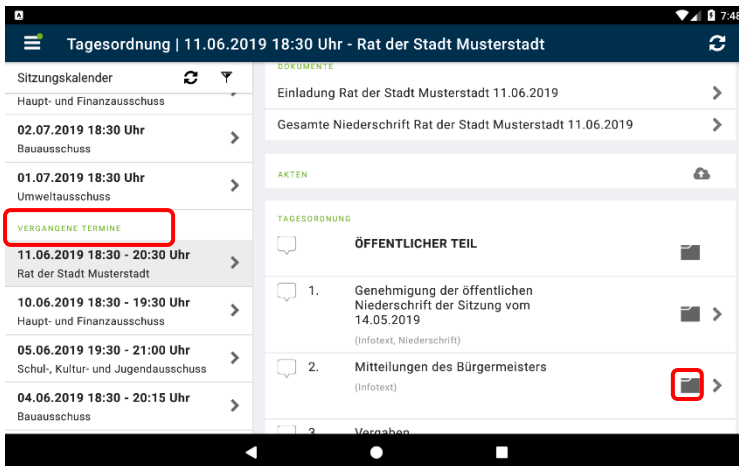 7:48
Tagesordnung | 11.06.2019 18:30 Uhr - Rat der Stadt Musterstadt
Sitzungskalender
Haupt- und Finanzausschuss
02.07.2019 18:30 Uhr
Bauausschuss
01.07.2019 18:30 Uhr
Umweltausschuss
VERGANGENE TERMINE
11.06.2019 18:30 - 20:30 Uhr
Rat der Stadt Musterstadt
10.06.2019 18:30 - 19:30 Uhr
Haupt- und Finanzausschuss
05.06.2019 19:30 - 21:00 Uhr
Schul-, Kultur- und Jugendausschuss
04.06.2019 18:30 - 20:15 Uhr
Bauausschuss
DOKUMENTE
Einladung Rat der Stadt Musterstadt 11.06.2019
Gesamte Niederschrift Rat der Stadt Musterstadt 11.06.2019
AKTEN
TAGESORDNUNG
ÖFFENTLICHER TEIL
1. Genehmigung der öffentlichen
Niederschrift der Sitzung vom
14.05.2019
(Infotext, Niederschrift)
2. Mitteilungen des Bürgermeisters
(Infotext)
3. Vergaben